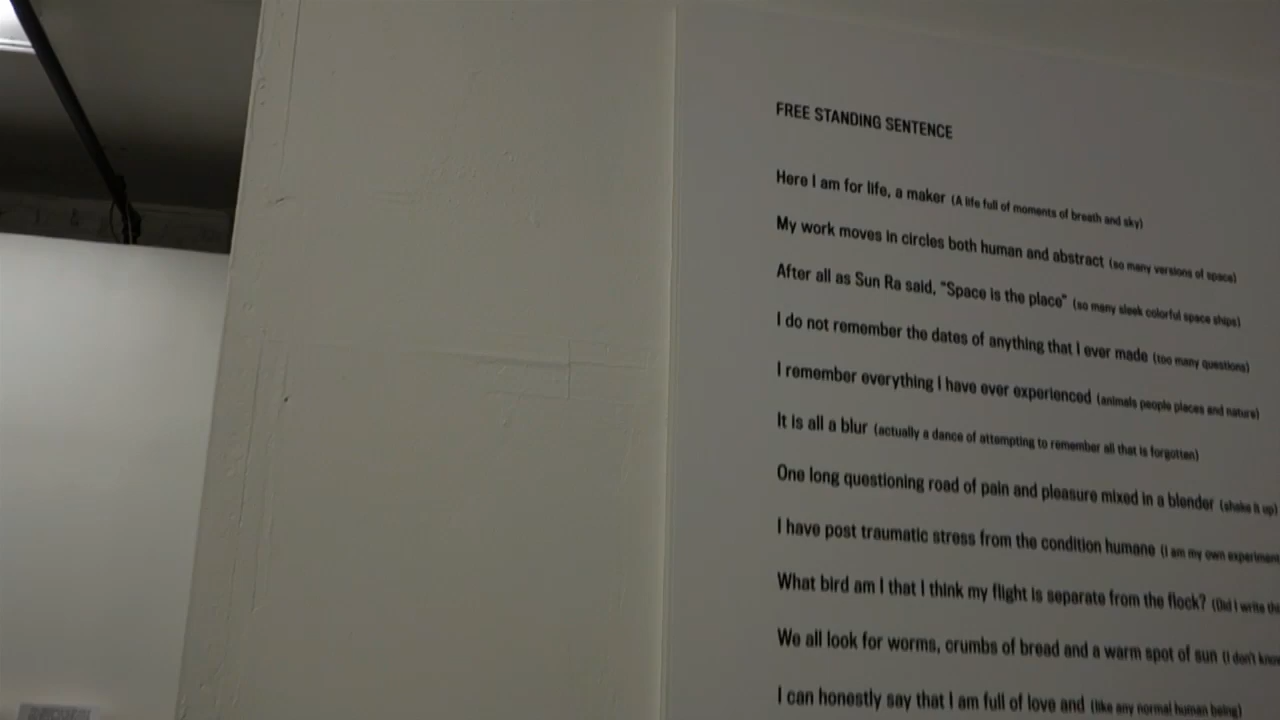 FREE STANDING SENTENCE
Here I am for life, a maker (A life full of moments of breath and sky)
My work moves in circles both human and abstract (so many versions of space)
After all as Sun Ra said, “Space is the place” (so many sleek colorful space ships)
I do not remember the dates of anything that I ever made (too many questions)
I remember everything I have ever experienced (animals people places and nature)
It is all a blur (actually a dance of attempting to remember all that is forgotten)
One long questioning road of pain and pleasure mixed in a blender (shake it up)
I have post traumatic stress from the condition humane (I am my own experiment
What bird am I that I think my flight is separate from the flock? (Did I write
We all look for worms, crumbs of bread and a warm spot of sun (I don't know
I can honestly say that I am full of love and (like any normal human being)